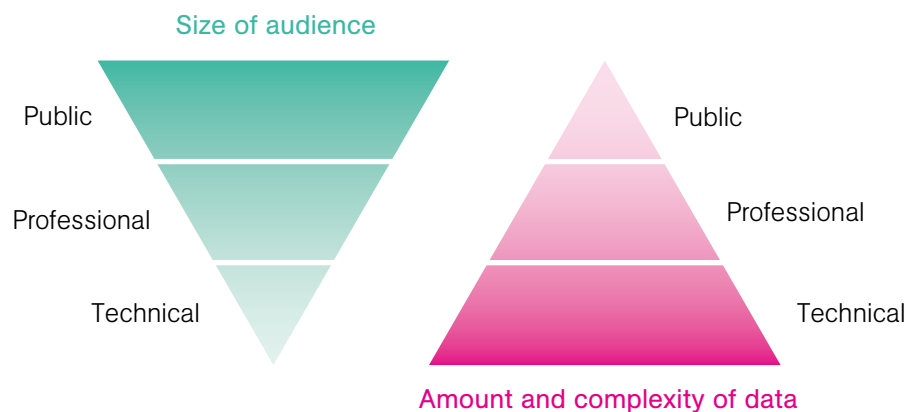 Size of audience
Public
Professional
Technical
Public
Professional
Technical
Amount and complexity of data